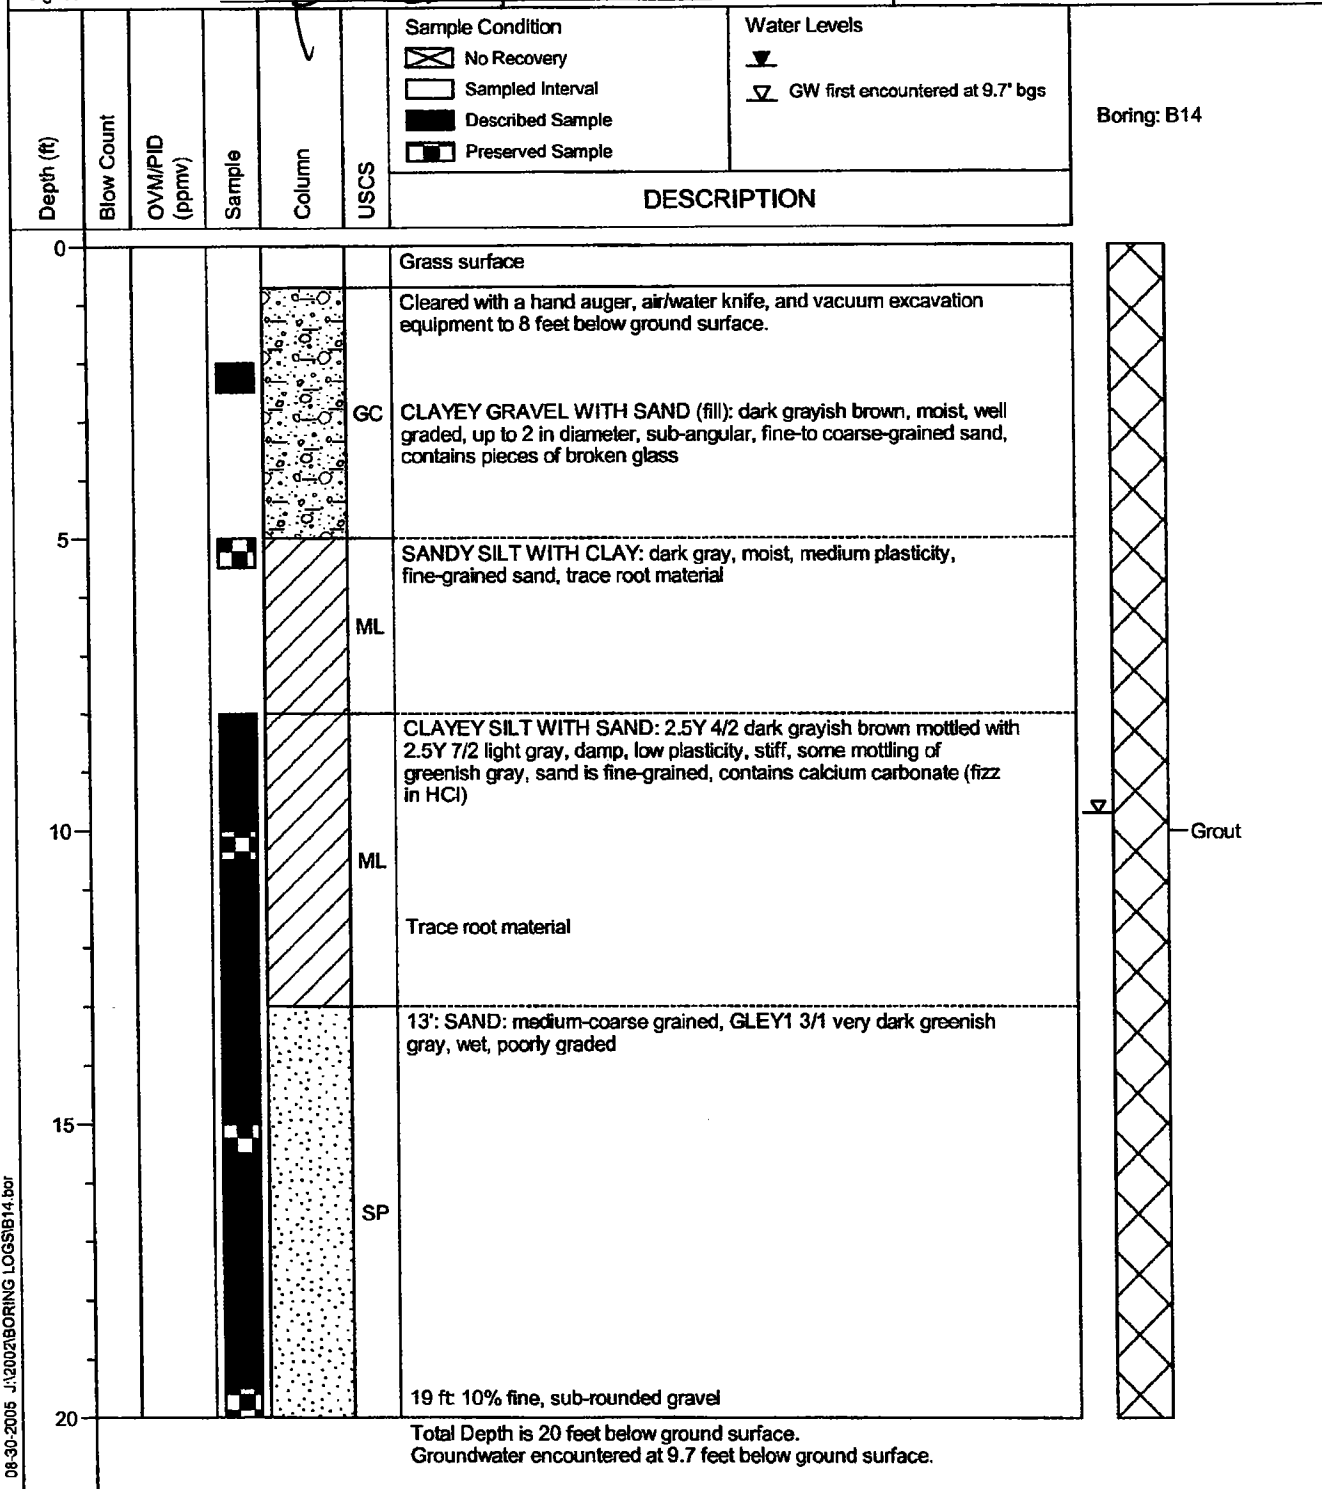 Sample Condition
No Recovery
Sampled Interval
Described Sample
Preserved Sample
Water Levels
GW first encountered at 9.7' bgs
Boring: B14
Depth (ft)
Blow Count
OVM/PID
(ppmv)
Sample
Column
USCS
DESCRIPTION
0
Grass surface
Cleared with a hand auger, air/water knife, and vacuum excavation
equipment to 8 feet below ground surface.
GC
CLAYEY GRAVEL WITH SAND (fill): dark grayish brown, moist, well
graded, up to 2 in diameter, sub-angular, fine-to coarse-grained sand,
contains pieces of broken glass
5
SANDY SILT WITH CLAY: dark gray, moist, medium plasticity,
fine-grained sand, trace root material
ML
CLAYEY SILT WITH SAND: 2.5Y 4/2 dark grayish brown mottled with
2.5Y 7/2 light gray, damp, low plasticity, stiff, some mottling of
greenish gray, sand is fine-grained, contains calcium carbonate (fizz
in HCl)
10
Grout
ML
Trace root material
13': SAND: medium-coarse grained, GLEY1 3/1 very dark greenish
gray, wet, poorly graded
15
SP
19 ft: 10% fine, sub-rounded gravel
20
Total Depth is 20 feet below ground surface.
Groundwater encountered at 9.7 feet below ground surface.
08-30-2005 J:\2002\BORING LOGS\B14.bor